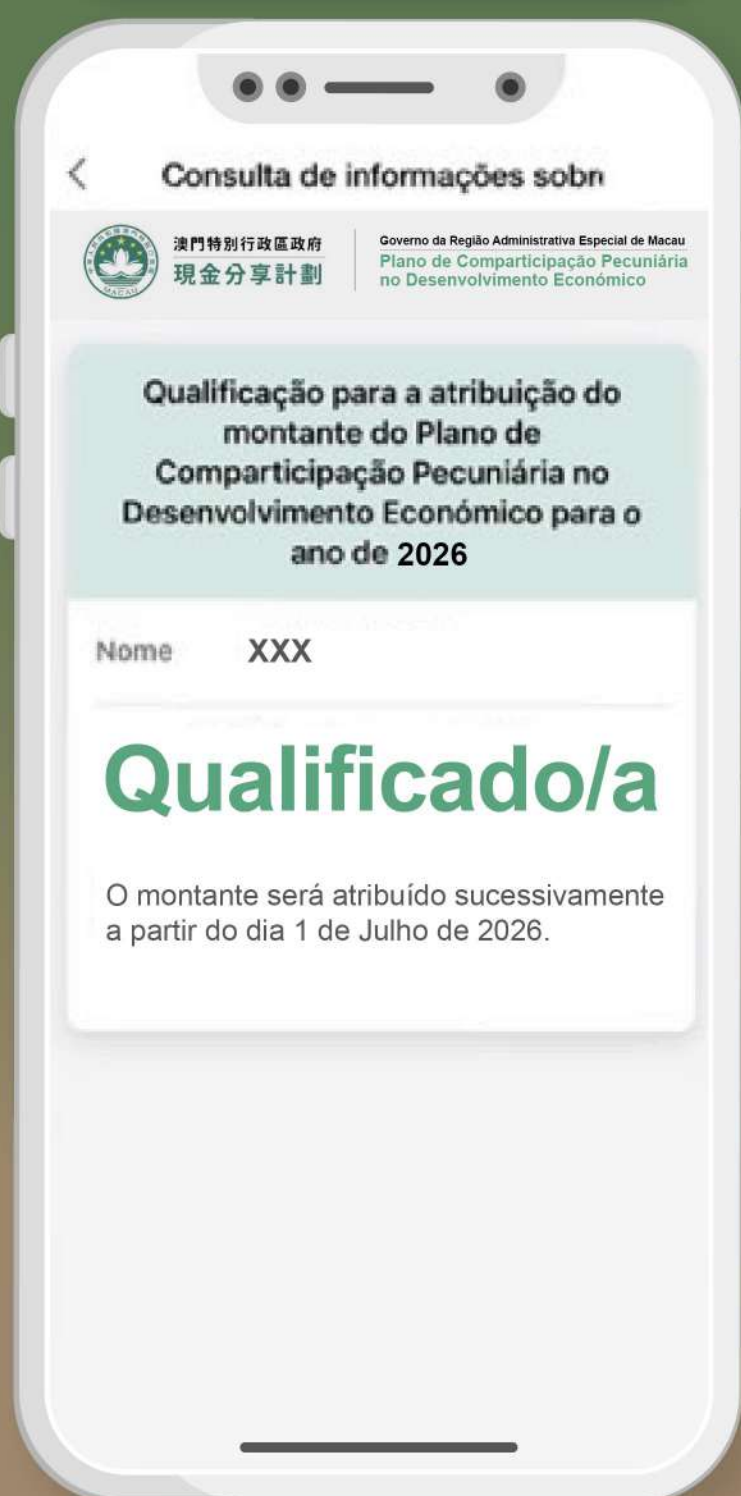 Consulta de informações sobr
澳門特別行政區政府
現金分享計劃
Governo da Região Administrativa Especial de Macau
Plano de Comparticipação Pecuniária
no Desenvolvimento Económico
MACAU
Qualificação para a atribuição do
montante do Plano de
Comparticipação Pecuniária no
Desenvolvimento Económico para o
ano de 2026
Nome XXX
Qualificado/a
O montante será atribuído sucessivamente
a partir do dia 1 de Julho de 2026.